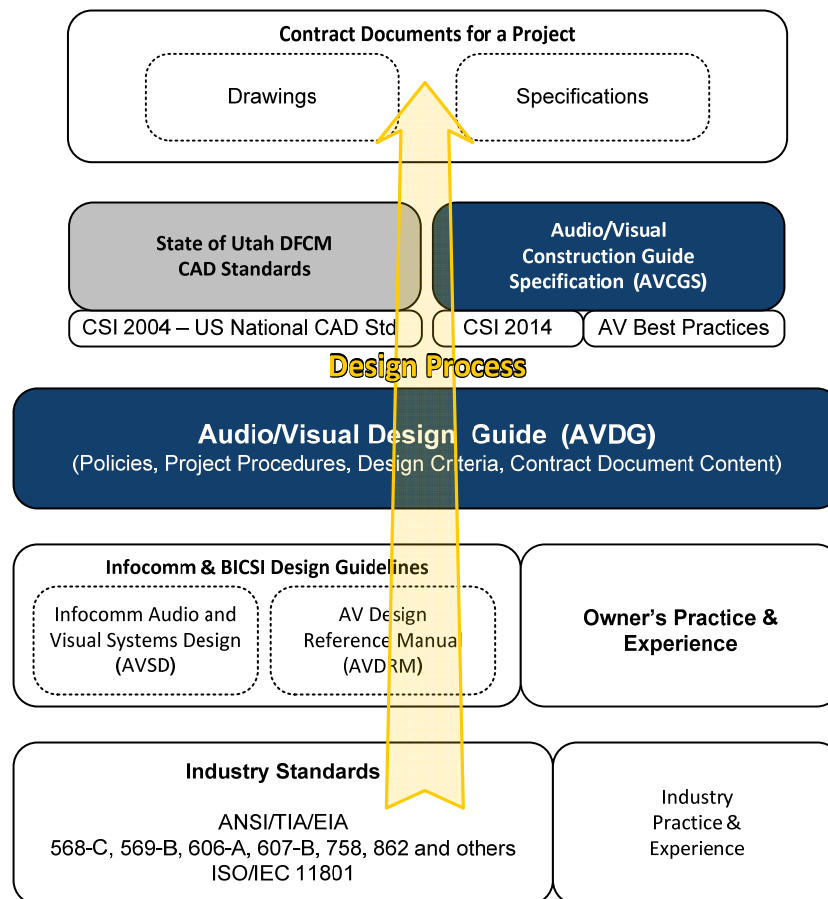 Contract Documents for a Project
Drawings
Specifications
State of Utah DFCM
CAD Standards
Audio/Visual
Construction Guide
Specification (AVCGS)
CSI 2004 – US National CAD Std
CSI 2014
AV Best Practices
Design Process
Audio/Visual Design Guide (AVDG)
(Policies, Project Procedures, Design Criteria, Contract Document Content)
Infocomm & BICSI Design Guidelines
Infocomm Audio and
Visual Systems Design
(AVSD)
AV Design
Reference Manual
(AVDRM)
Owner’s Practice &
Experience
Industry Standards
ANSI/TIA/EIA
568-C, 569-B, 606-A, 607-B, 758, 862 and others
ISO/IEC 11801
Industry
Practice &
Experience